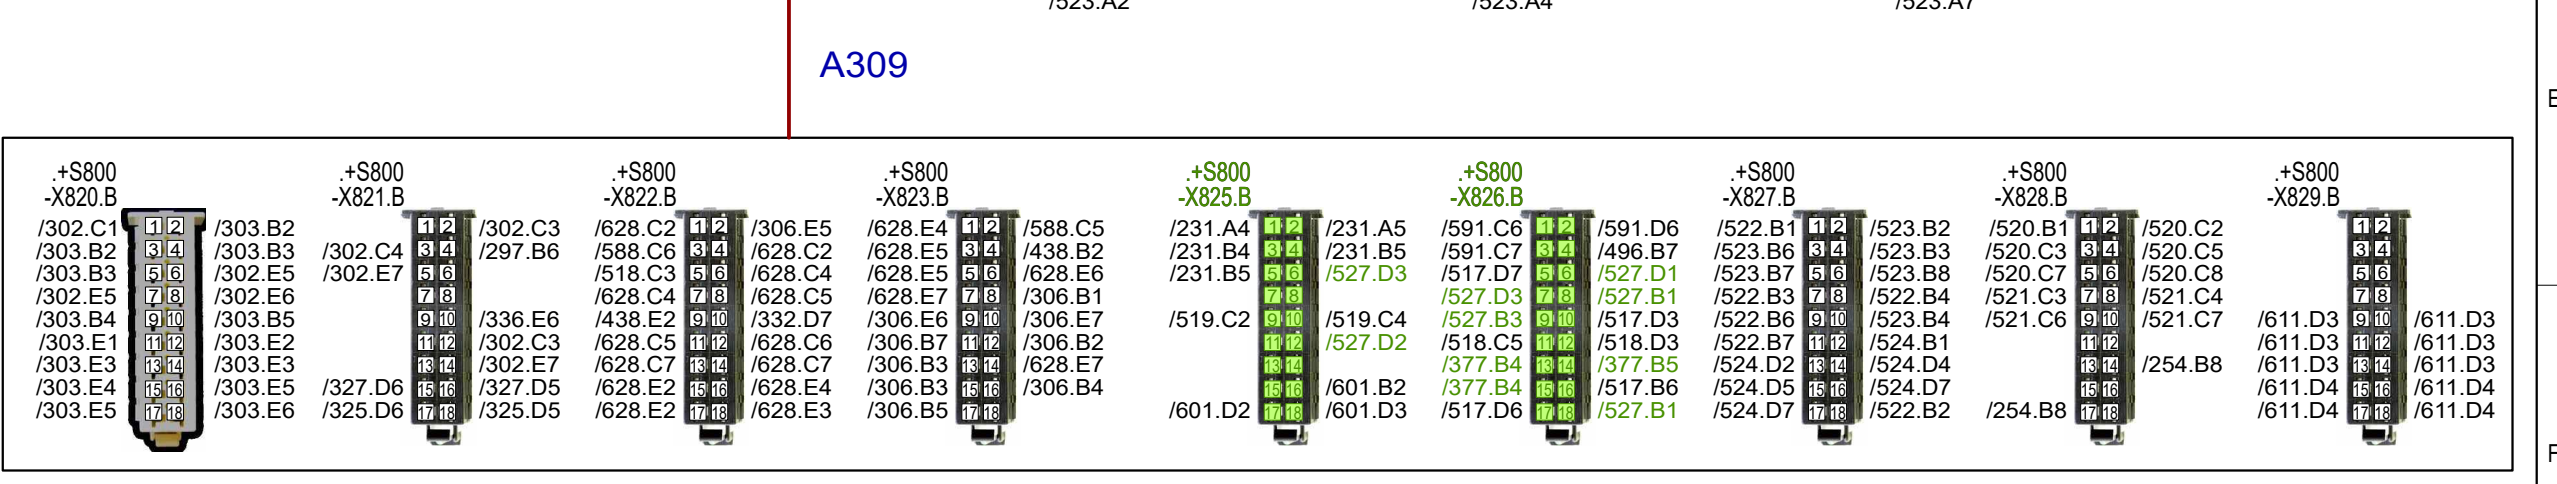 /523.A2 /523.A4 /523.A7
A309
E
.+S800 .+S800 .+S800 .+S800 .+S800 .+S800 .+S800 .+S800 .+S800
-X820.B -X821.B -X822.B -X823.B -X825.B -X826.B -X827.B -X828.B -X829.B
/302.C1 1 2 /303.B2 1 2 /302.C3 /628.C2 1 2 /306.E5 /628.E4 1 2 /588.C5 /231.A4 1 2 /231.A5 /591.C6 1 2 /591.D6 /522.B1 1 2 /523.B2 /520.B1 1 2 /520.C2 1 2
/303.B2 3 4 /303.B3 /302.C4 3 4 /297.B6 /588.C6 3 4 /628.C2 /628.E5 3 4 /438.B2 /231.B4 3 4 /231.B5 /591.C7 3 4 /496.B7 /523.B6 3 4 /523.B3 /520.C3 3 4 /520.C5 3 4
/303.B3 5 6 /302.E5 /302.E7 5 6 /518.C3 5 6 /628.C4 /628.E5 5 6 /628.E6 /231.B5 5 6 /527.D3 /517.D7 5 6 /527.D1 /523.B7 5 6 /523.B8 /520.C7 5 6 /520.C8 5 6
/302.E5 7 8 /302.E6 7 8 /628.C4 7 8 /628.C5 /628.E7 7 8 /306.B1 7 8 /527.D3 7 8 /527.B1 /522.B3 7 8 /522.B4 /521.C3 7 8 /521.C4 7 8
/303.B4 9 10 /303.B5 9 10 /336.E6 /438.E2 9 10 /332.D7 /306.E6 9 10 /306.E7 /519.C2 9 10 /519.C4 /527.B3 9 10 /517.D3 /522.B6 9 10 /523.B4 /521.C6 9 10 /521.C7 /611.D3 9 10 /611.D3
/303.E1 11 12 /303.E2 11 12 /302.C3 /628.C5 11 12 /628.C6 /306.B7 11 12 /306.B2 11 12 /527.D2 /518.C5 11 12 /518.D3 /522.B7 11 12 /524.B1 11 12 /611.D3 11 12 /611.D3
/303.E3 13 14 /303.E3 13 14 /302.E7 /628.C7 13 14 /628.C7 /306.B3 13 14 /628.E7 13 14 /377.B4 13 14 /377.B5 /524.D2 13 14 /524.D4 13 14 /254.B8 /611.D3 13 14 /611.D3
/303.E4 15 16 /303.E5 /327.D6 15 16 /327.D5 /628.E2 15 16 /628.E4 /306.B3 15 16 /306.B4 15 16 /601.B2 /377.B4 15 16 /517.B6 /524.D5 15 16 /524.D7 15 16 /611.D4 15 16 /611.D4
/303.E5 17 18 /303.E6 /325.D6 17 18 /325.D5 /628.E2 17 18 /628.E3 /306.B5 17 18 /601.D2 17 18 /601.D3 /517.D6 17 18 /527.B1 /524.D7 17 18 /522.B2 /254.B8 17 18 /611.D4 17 18 /611.D4
F